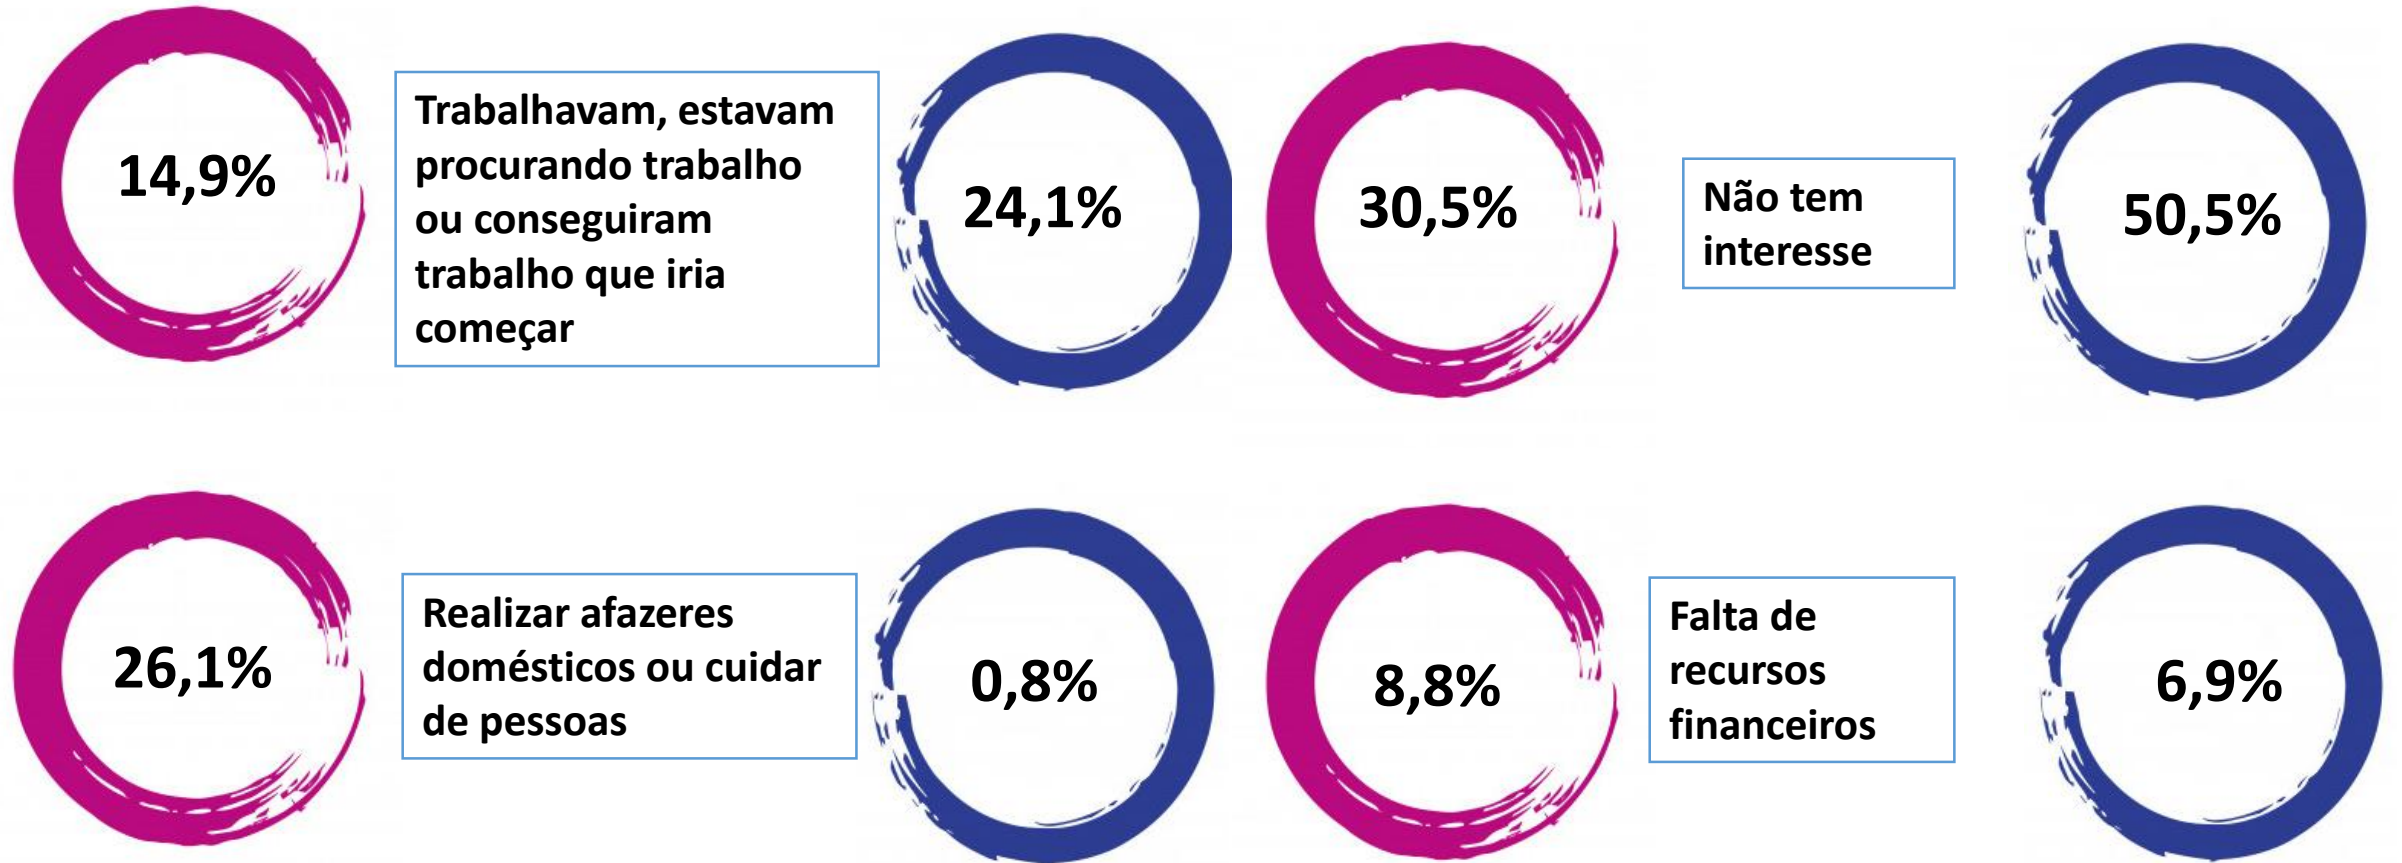 14,9%
Trabalhavam, estavam
procurando trabalho
ou conseguiram
trabalho que iria
começar
24,1%
30,5%
Não tem
interesse
50,5%
26,1%
Realizar afazeres
domésticos ou cuidar
de pessoas
0,8%
8,8%
Falta de
recursos
financeiros
6,9%